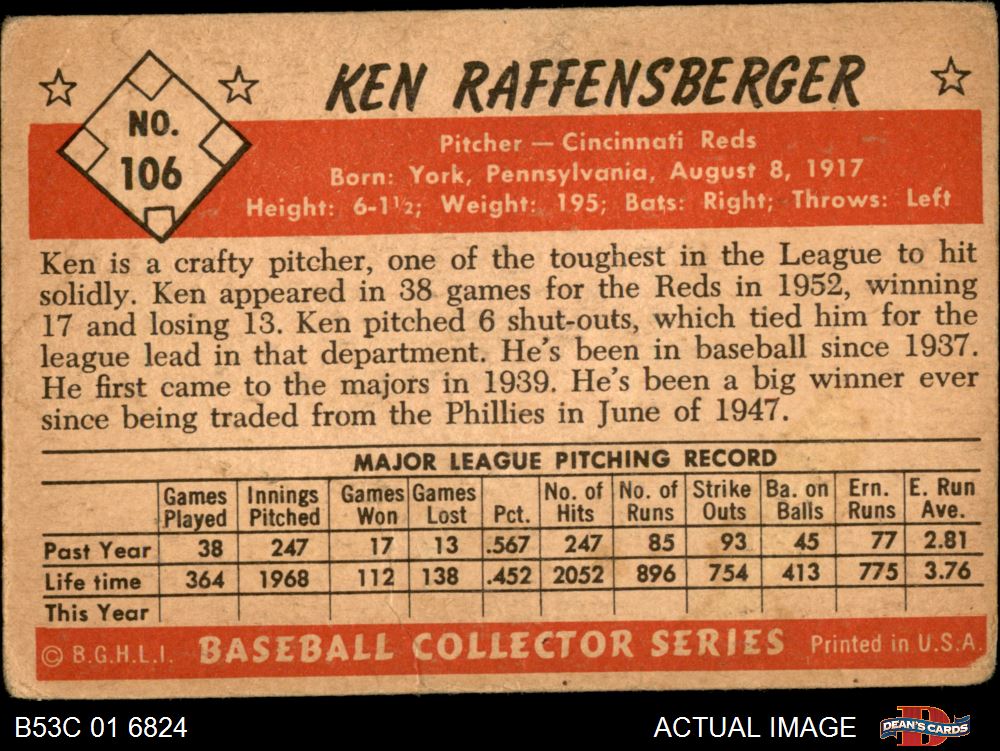 KEN RAFFENSBERGER
NO.
106
Pitcher — Cincinnati Reds
Born: York, Pennsylvania, August 8, 1917
Height: 6-1½; Weight: 195; Bats: Right; Throws: Left
Ken is a crafty pitcher, one of the toughest in the League to hit
solidly. Ken appeared in 38 games for the Reds in 1952, winning
17 and losing 13. Ken pitched 6 shut-outs, which tied him for the
league lead in that department. He's been in baseball since 1937.
He first came to the majors in 1939. He's been a big winner ever
since being traded from the Phillies in June of 1947.
MAJOR LEAGUE PITCHING RECORD
Games Played Innings Pitched Games Won Games Lost Pct. No. of Hits No. of Runs Strike Outs Ba. on Balls Ern. Runs E. Run Ave.
Past Year 38 247 17 13 .567 247 85 93 45 77 2.81
Life time 364 1968 112 138 .452 2052 896 754 413 775 3.76
This Year
© B.G.H.L.I. BASEBALL COLLECTOR SERIES Printed in U.S.A.
B53C 01 6824 ACTUAL IMAGE DEAN'S CARDS